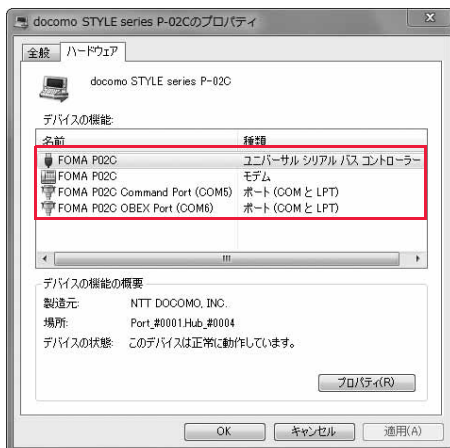 docomo STYLE series P-02Cのプロパティ
全般 ハードウェア
docomo STYLE series P-02C
デバイスの機能:
名前 種類
FOMA P02C ユニバーサル シリアル バス コントローラー
FOMA P02C モデム
FOMA P02C Command Port (COM5) ポート (COM と LPT)
FOMA P02C OBEX Port (COM6) ポート (COM と LPT)
デバイスの機能の概要
製造元: NTT DOCOMO, INC.
場所: Port_#0001.Hub_#0004
デバイスの状態: このデバイスは正常に動作しています。
プロパティ(R)
OK キャンセル 適用(A)